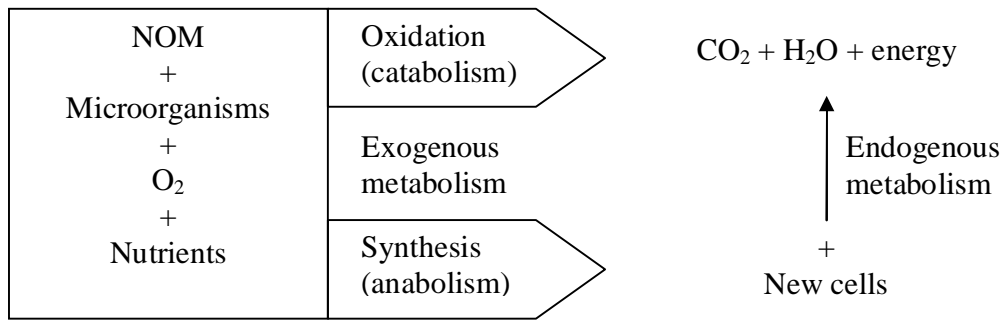 NOM
+
Microorganisms
+
O₂
+
Nutrients
Oxidation
(catabolism)
Exogenous
metabolism
Synthesis
(anabolism)
CO₂ + H₂O + energy
Endogenous
metabolism
+
New cells